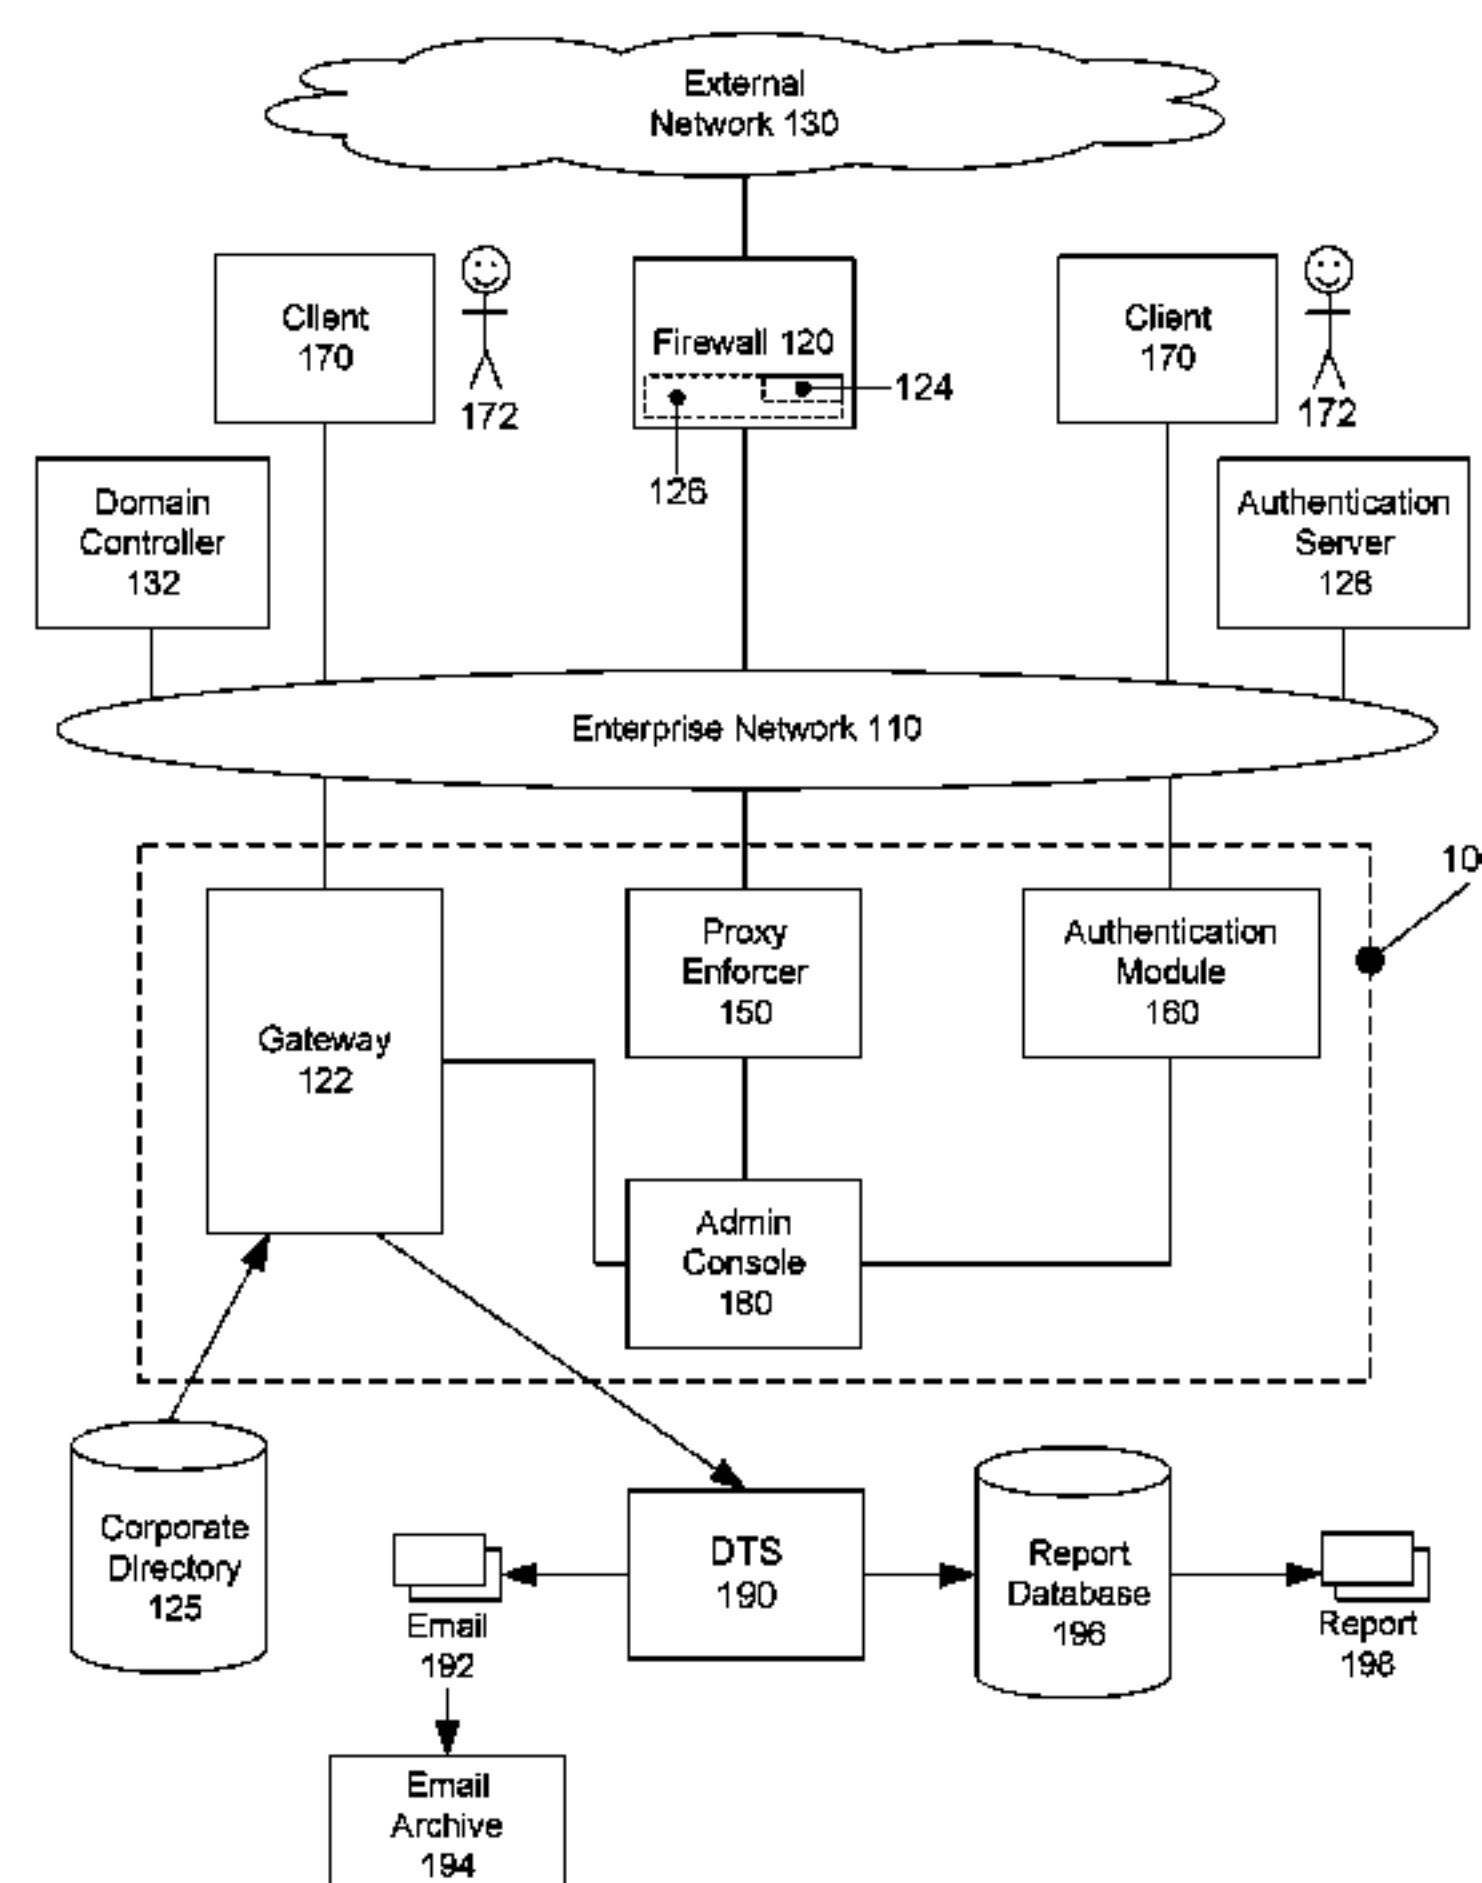 External
Network 130
Client
170
172
Firewall 120
124
126
Client
170
172
Domain
Controller
132
Authentication
Server
128
Enterprise Network 110
10
Gateway
122
Proxy
Enforcer
150
Authentication
Module
160
Admin
Console
180
Corporate
Directory
125
Email
192
DTS
190
Report
Database
196
Report
198
Email
Archive
194